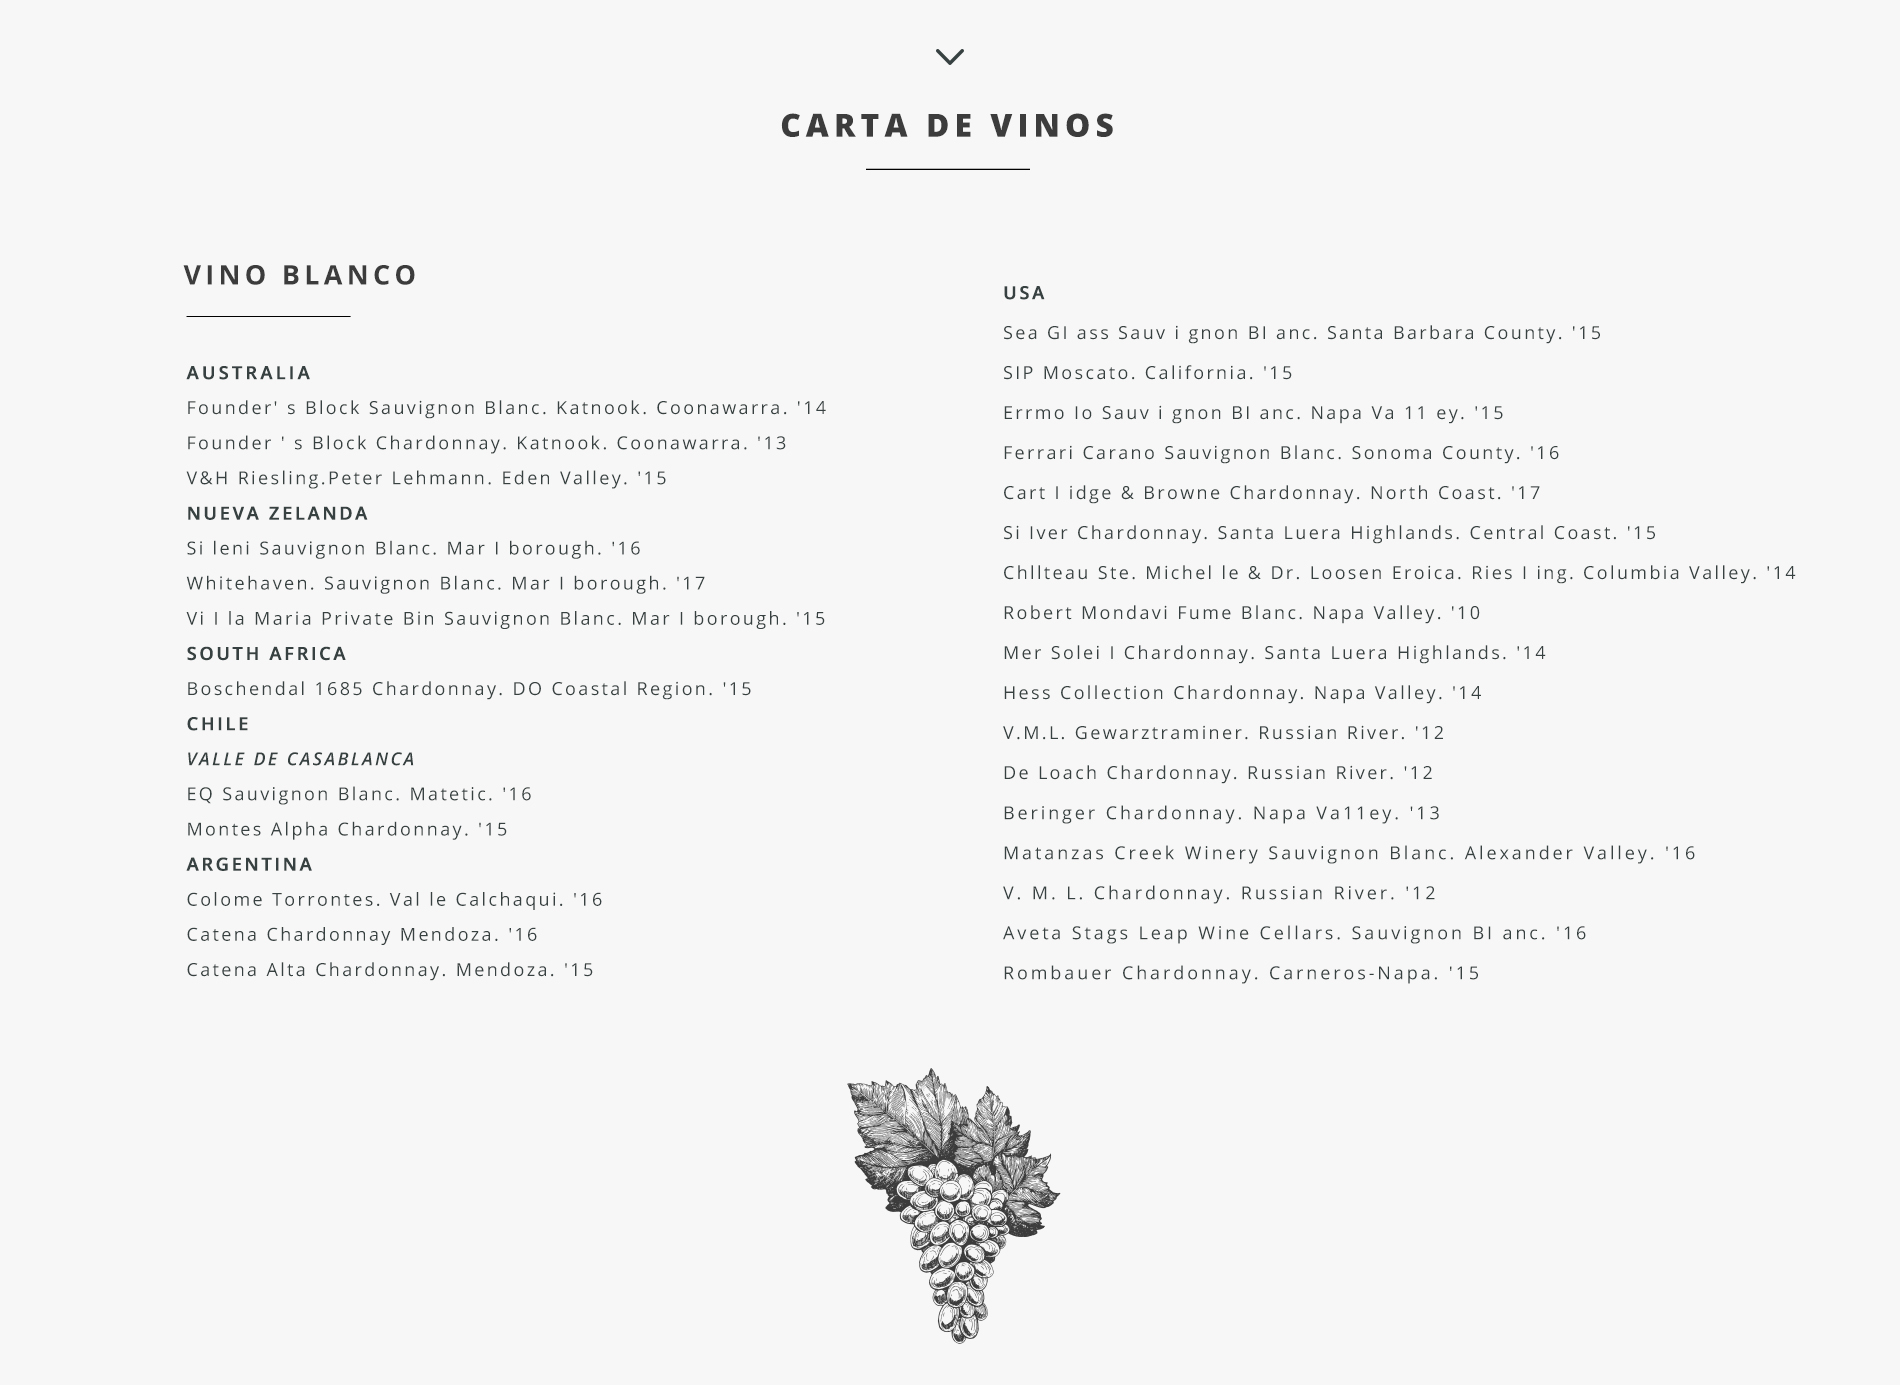 CARTA DE VINOS
VINO BLANCO
AUSTRALIA
Founder' s Block Sauvignon Blanc. Katnook. Coonawarra. '14
Founder ' s Block Chardonnay. Katnook. Coonawarra. '13
V&H Riesling.Peter Lehmann. Eden Valley. '15
NUEVA ZELANDA
Si leni Sauvignon Blanc. Mar I borough. '16
Whitehaven. Sauvignon Blanc. Mar I borough. '17
Vi I la Maria Private Bin Sauvignon Blanc. Mar I borough. '15
SOUTH AFRICA
Boschendal 1685 Chardonnay. DO Coastal Region. '15
CHILE
VALLE DE CASABLANCA
EQ Sauvignon Blanc. Matetic. '16
Montes Alpha Chardonnay. '15
ARGENTINA
Colome Torrontes. Val le Calchaqui. '16
Catena Chardonnay Mendoza. '16
Catena Alta Chardonnay. Mendoza. '15
USA
Sea GI ass Sauv i gnon BI anc. Santa Barbara County. '15
SIP Moscato. California. '15
Errmo Io Sauv i gnon BI anc. Napa Va 11 ey. '15
Ferrari Carano Sauvignon Blanc. Sonoma County. '16
Cart I idge & Browne Chardonnay. North Coast. '17
Si Iver Chardonnay. Santa Luera Highlands. Central Coast. '15
Chllteau Ste. Michel le & Dr. Loosen Eroica. Ries I ing. Columbia Valley. '14
Robert Mondavi Fume Blanc. Napa Valley. '10
Mer Solei I Chardonnay. Santa Luera Highlands. '14
Hess Collection Chardonnay. Napa Valley. '14
V.M.L. Gewarztraminer. Russian River. '12
De Loach Chardonnay. Russian River. '12
Beringer Chardonnay. Napa Va11ey. '13
Matanzas Creek Winery Sauvignon Blanc. Alexander Valley. '16
V. M. L. Chardonnay. Russian River. '12
Aveta Stags Leap Wine Cellars. Sauvignon BI anc. '16
Rombauer Chardonnay. Carneros-Napa. '15